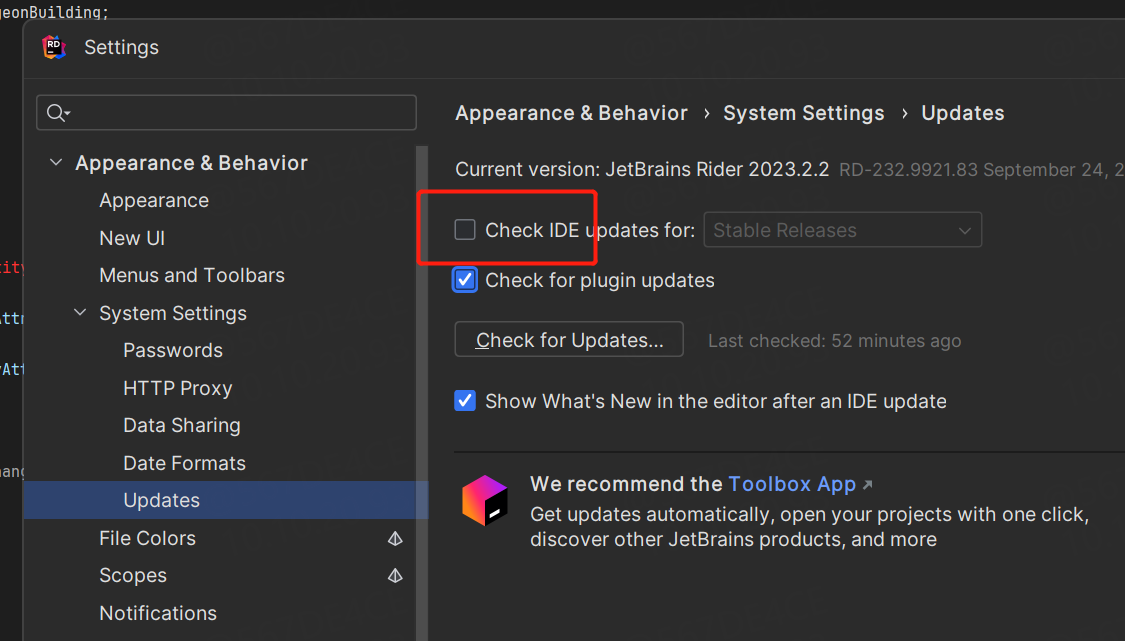 geonBuilding;
RD
Settings
Appearance & Behavior
Appearance
New UI
Menus and Toolbars
System Settings
Passwords
HTTP Proxy
Data Sharing
Date Formats
Updates
File Colors
Scopes
Notifications
Appearance & Behavior › System Settings › Updates
Current version: JetBrains Rider 2023.2.2 RD-232.9921.83 September 24, 2
Check IDE updates for: Stable Releases
Check for plugin updates
Check for Updates... Last checked: 52 minutes ago
Show What's New in the editor after an IDE update
We recommend the Toolbox App ↗
Get updates automatically, open your projects with one click,
discover other JetBrains products, and more